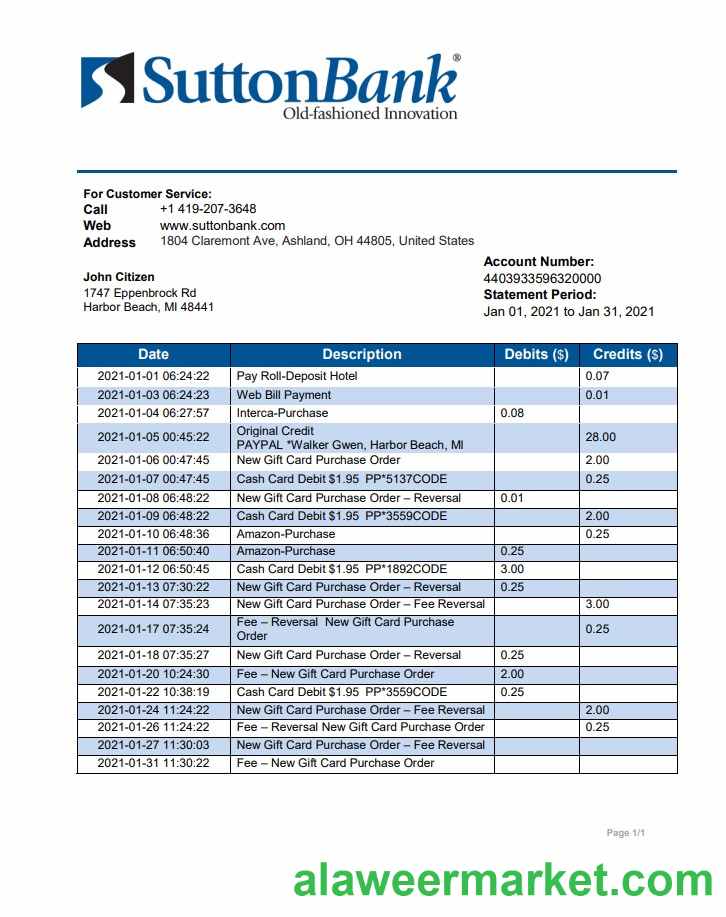 SuttonBank®
Old-fashioned Innovation
For Customer Service:
Call +1 419-207-3648
Web www.suttonbank.com
Address 1804 Claremont Ave, Ashland, OH 44805, United States
Account Number:
4403933596320000
Statement Period:
Jan 01, 2021 to Jan 31, 2021
John Citizen
1747 Eppenbrock Rd
Harbor Beach, MI 48441
Date Description Debits ($) Credits ($)
2021-01-01 06:24:22 Pay Roll-Deposit Hotel 0.07
2021-01-03 06:24:23 Web Bill Payment 0.01
2021-01-04 06:27:57 Interca-Purchase 0.08
2021-01-05 00:45:22 Original Credit
PAYPAL *Walker Gwen, Harbor Beach, MI 28.00
2021-01-06 00:47:45 New Gift Card Purchase Order 2.00
2021-01-07 00:47:45 Cash Card Debit $1.95 PP*5137CODE 0.25
2021-01-08 06:48:22 New Gift Card Purchase Order – Reversal 0.01
2021-01-09 06:48:22 Cash Card Debit $1.95 PP*3559CODE 2.00
2021-01-10 06:48:36 Amazon-Purchase 0.25
2021-01-11 06:50:40 Amazon-Purchase 0.25
2021-01-12 06:50:45 Cash Card Debit $1.95 PP*1892CODE 3.00
2021-01-13 07:30:22 New Gift Card Purchase Order – Reversal 0.25
2021-01-14 07:35:23 New Gift Card Purchase Order – Fee Reversal 3.00
2021-01-17 07:35:24 Fee – Reversal New Gift Card Purchase
Order 0.25
2021-01-18 07:35:27 New Gift Card Purchase Order – Reversal 0.25
2021-01-20 10:24:30 Fee – New Gift Card Purchase Order 2.00
2021-01-22 10:38:19 Cash Card Debit $1.95 PP*3559CODE 0.25
2021-01-24 11:24:22 New Gift Card Purchase Order – Fee Reversal 2.00
2021-01-26 11:24:22 Fee – Reversal New Gift Card Purchase Order 0.25
2021-01-27 11:30:03 New Gift Card Purchase Order – Fee Reversal
2021-01-31 11:30:22 Fee – New Gift Card Purchase Order
Page 1/1
alaweermarket.com